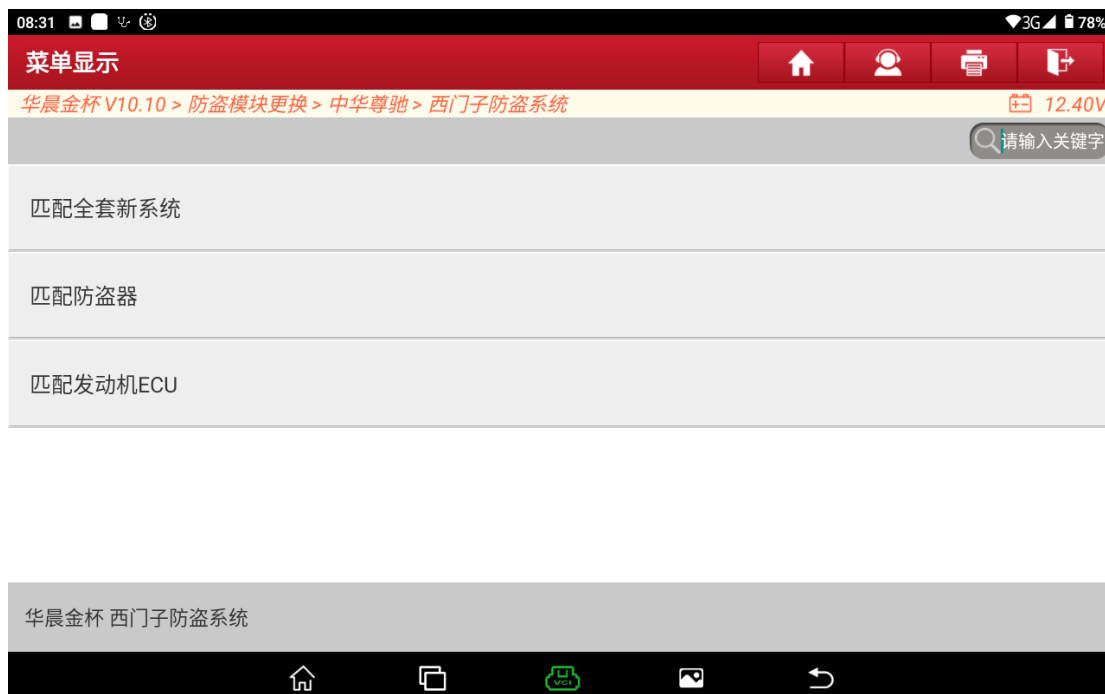 08:31 3G 78%
菜单显示
华晨金杯 V10.10 > 防盗模块更换 > 中华尊驰 > 西门子防盗系统 12.40V
请输入关键字
匹配全套新系统
匹配防盗器
匹配发动机ECU
华晨金杯 西门子防盗系统
VCI